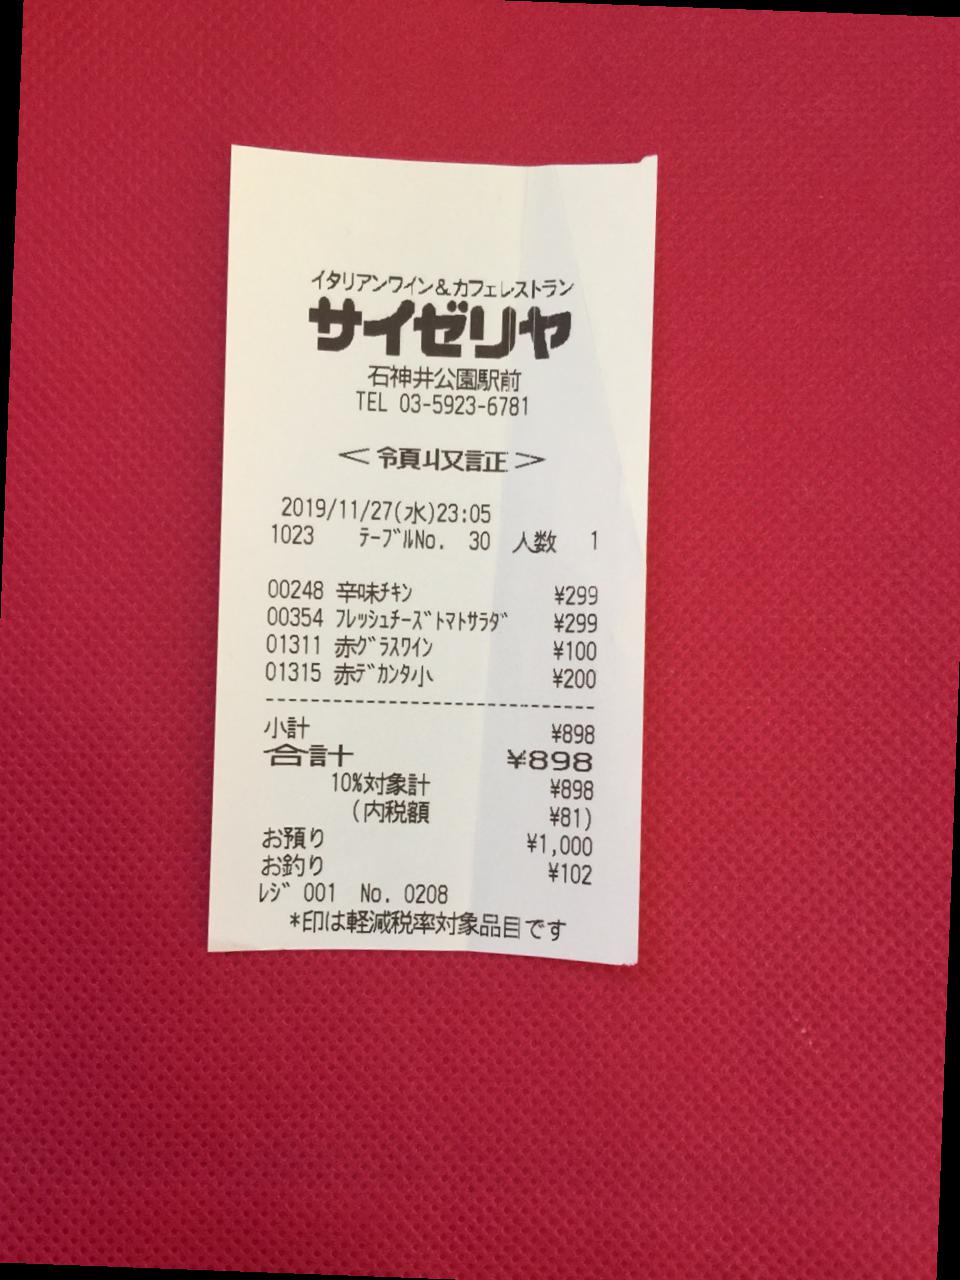 イタリアンワイン&カフェレストラン
サイゼリヤ
石神井公園駅前
TEL 03-5923-6781
<領収証>
2019/11/27(水)23:05
1023 ﾃｰﾌﾞﾙNo. 30 人数 1
00248 辛味ﾁｷﾝ ¥299
00354 ﾌﾚｯｼｭﾁｰｽﾞﾄﾏﾄｻﾗﾀﾞ ¥299
01311 赤ｸﾞﾗｽﾜｲﾝ ¥100
01315 赤ﾃﾞｶﾝﾀ小 ¥200
小計 ¥898
合計 ¥898
10%対象計 ¥898
(内税額 ¥81)
お預り ¥1,000
お釣り ¥102
ﾚｼﾞ 001 No. 0208
*印は軽減税率対象品目です